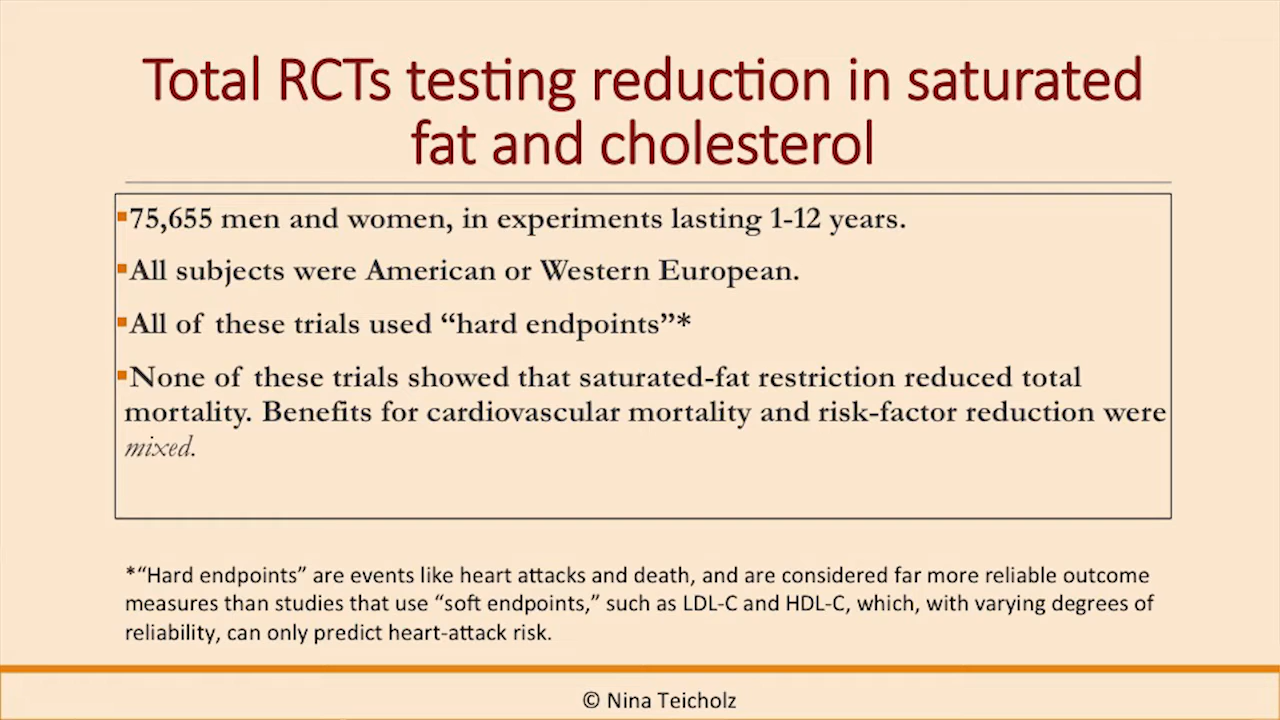 Total RCTs testing reduction in saturated
fat and cholesterol
▪75,655 men and women, in experiments lasting 1-12 years.
▪All subjects were American or Western European.
▪All of these trials used “hard endpoints”*
▪None of these trials showed that saturated-fat restriction reduced total
mortality. Benefits for cardiovascular mortality and risk-factor reduction were
mixed.
*“Hard endpoints” are events like heart attacks and death, and are considered far more reliable outcome
measures than studies that use “soft endpoints,” such as LDL-C and HDL-C, which, with varying degrees of
reliability, can only predict heart-attack risk.
© Nina Teicholz